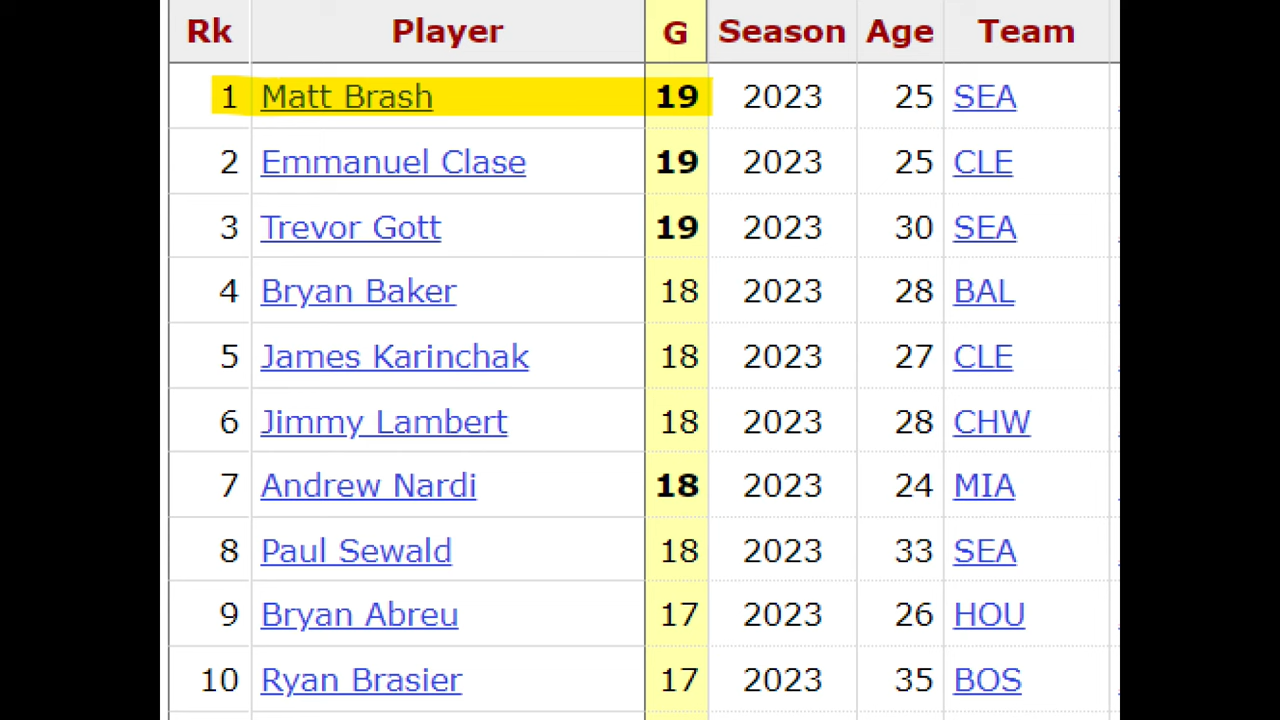 Rk Player G Season Age Team
1 Matt Brash 19 2023 25 SEA
2 Emmanuel Clase 19 2023 25 CLE
3 Trevor Gott 19 2023 30 SEA
4 Bryan Baker 18 2023 28 BAL
5 James Karinchak 18 2023 27 CLE
6 Jimmy Lambert 18 2023 28 CHW
7 Andrew Nardi 18 2023 24 MIA
8 Paul Sewald 18 2023 33 SEA
9 Bryan Abreu 17 2023 26 HOU
10 Ryan Brasier 17 2023 35 BOS